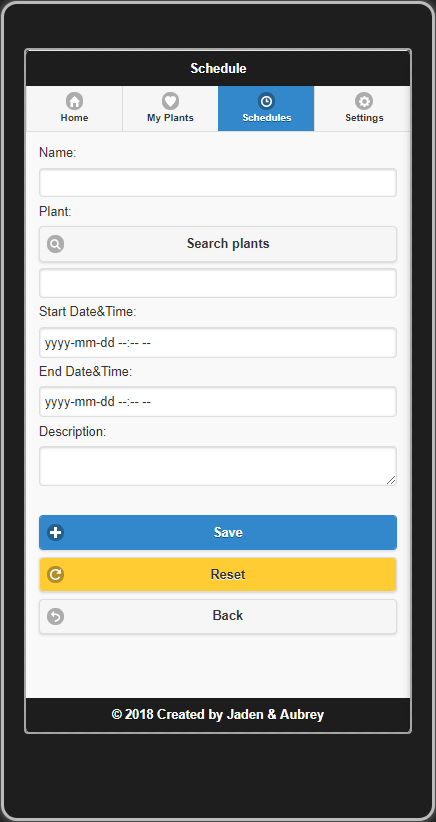 Schedule
Home My Plants Schedules Settings
Name:
Plant:
Search plants
Start Date&Time:
yyyy-mm-dd --:-- --
End Date&Time:
yyyy-mm-dd --:-- --
Description:
Save
Reset
Back
© 2018 Created by Jaden & Aubrey